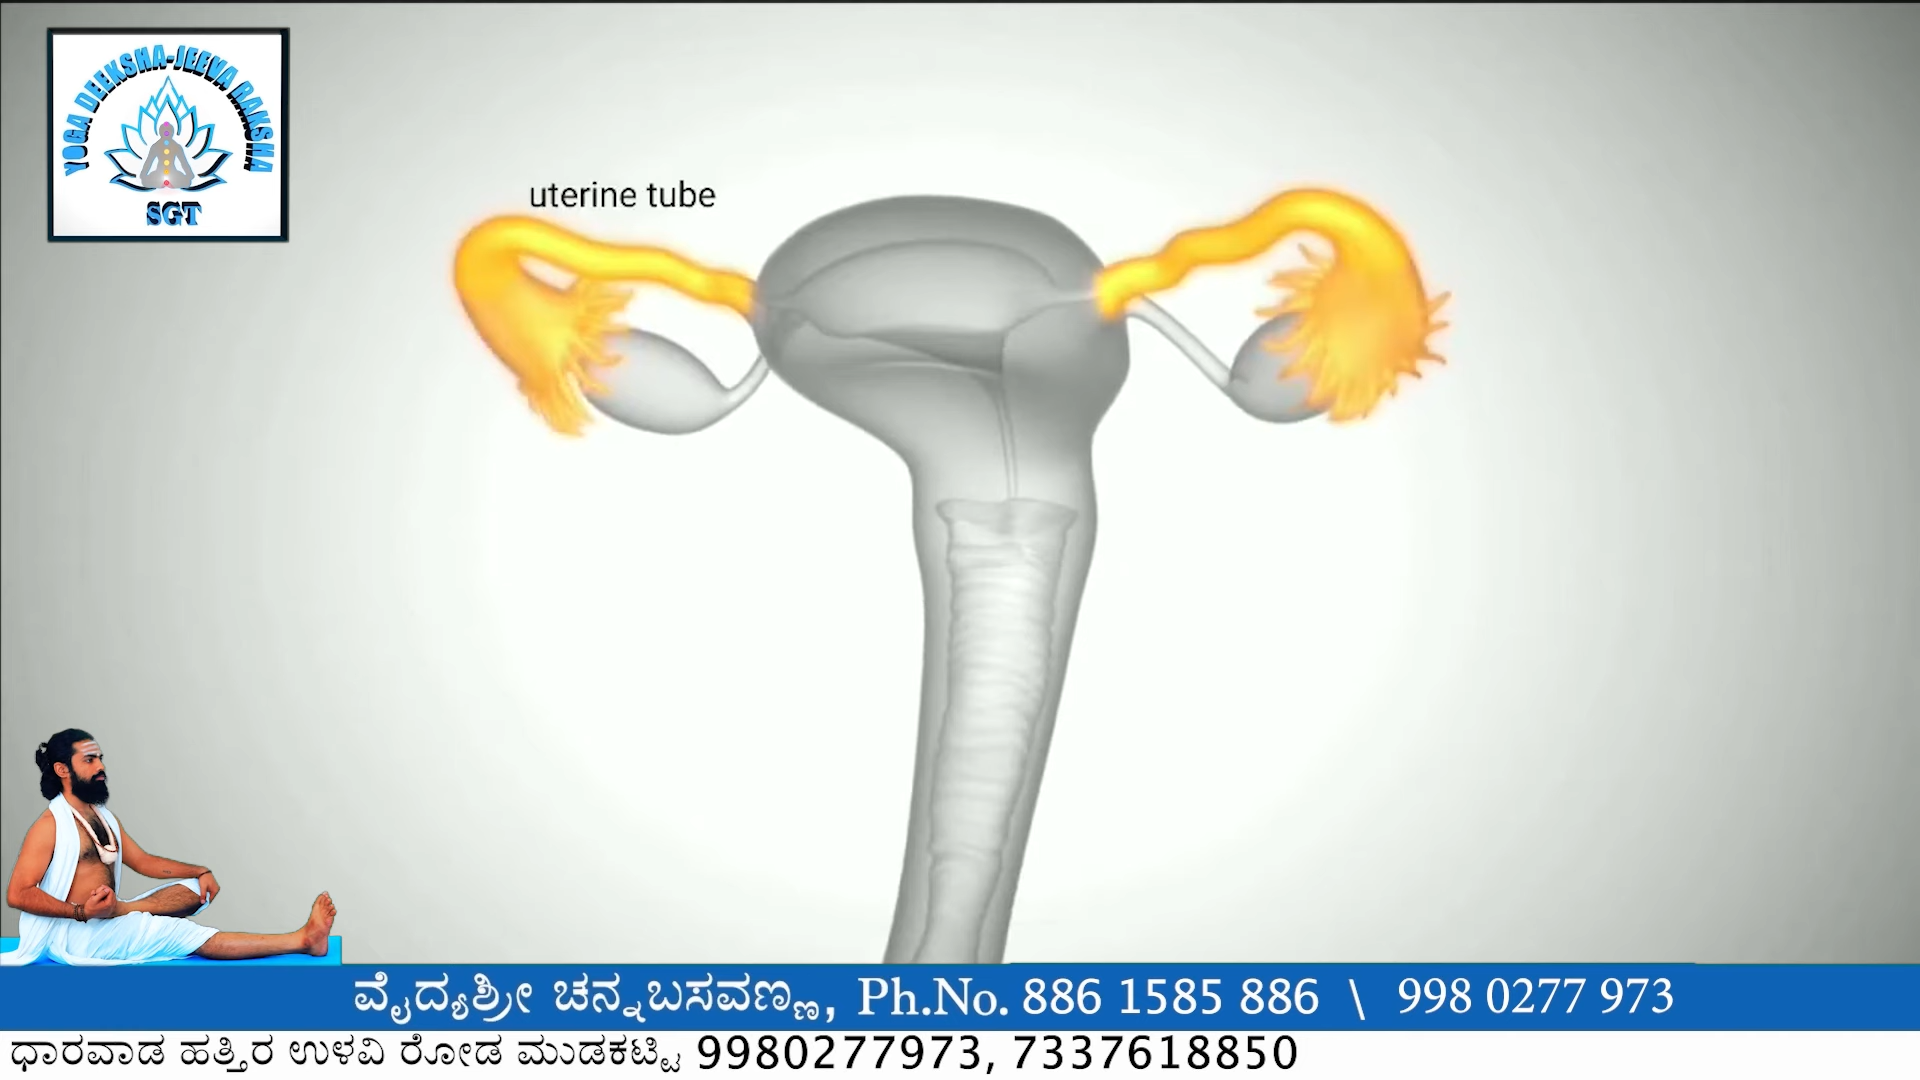 YOGA DEEKSHA-JEEVA RAKSHA
SGT
uterine tube
ವೈದ್ಯಶ್ರೀ ಚನ್ನಬಸವಣ್ಣ, Ph.No. 886 1585 886 \ 998 0277 973
ಧಾರವಾಡ ಹತ್ತಿರ ಉಳವಿ ರೋಡ ಮುಡಕಟ್ಟಿ 9980277973, 7337618850